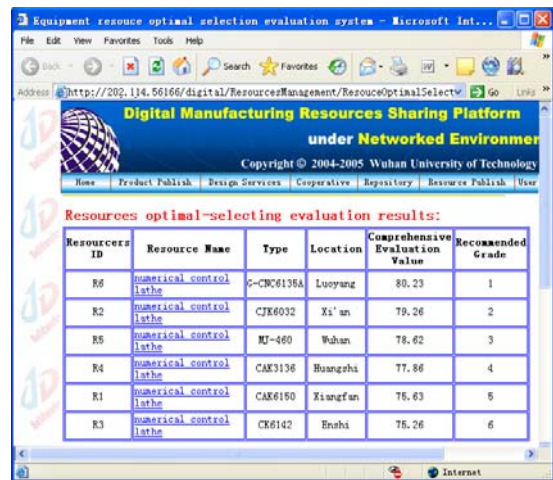 Equipment resouce optimal selection evaluation system - Microsoft Int...
File Edit View Favorites Tools Help
Back Search Favorites
Address http://202.114.56166/digital/ResourcesManagement/ResouceOptimalSelect Go Links »
Digital Manufacturing Resources Sharing Platform
under Networked Environmer
Copyright © 2004-2005 Wuhan University of Technology
Home Product Publish Design Services Cooperative Repository Resource Publish User
Resources optimal-selecting evaluation results:
Resourcers ID Resource Name Type Location Comprehensive Evaluation Value Recommended Grade
R6 numerical control lathe G-CNC6135A Luoyang 80.23 1
R2 numerical control lathe CJK6032 Xi'an 79.26 2
R5 numerical control lathe MJ-460 Wuhan 78.62 3
R4 numerical control lathe CAK3136 Huangshi 77.86 4
R1 numerical control lathe CAK6150 Xiangfan 75.63 5
R3 numerical control lathe CK6142 Enshi 75.26 6
Internet